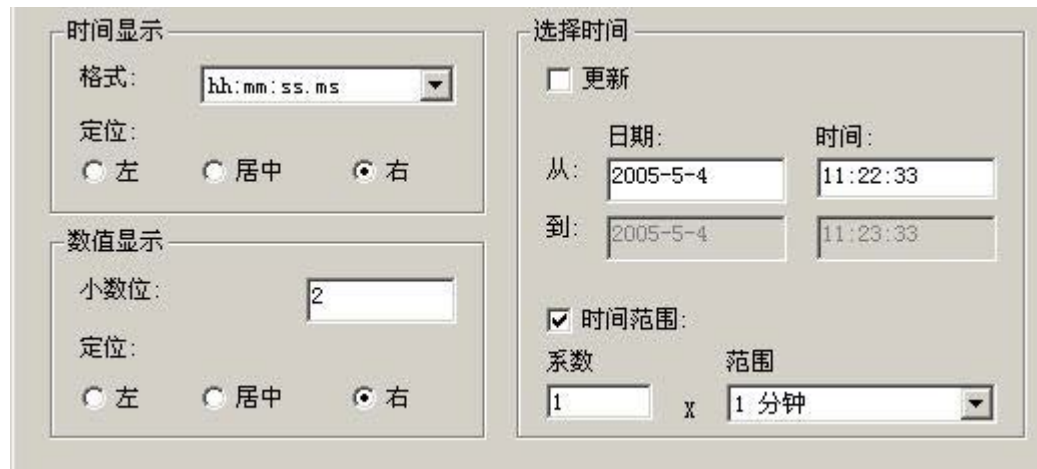 时间显示
格式: hh:mm:ss.ms
定位:
左 居中 右
数值显示
小数位: 2
定位:
左 居中 右
选择时间
更新
日期: 时间:
从: 2005-5-4 11:22:33
到: 2005-5-4 11:23:33
时间范围:
系数 范围
1 x 1 分钟